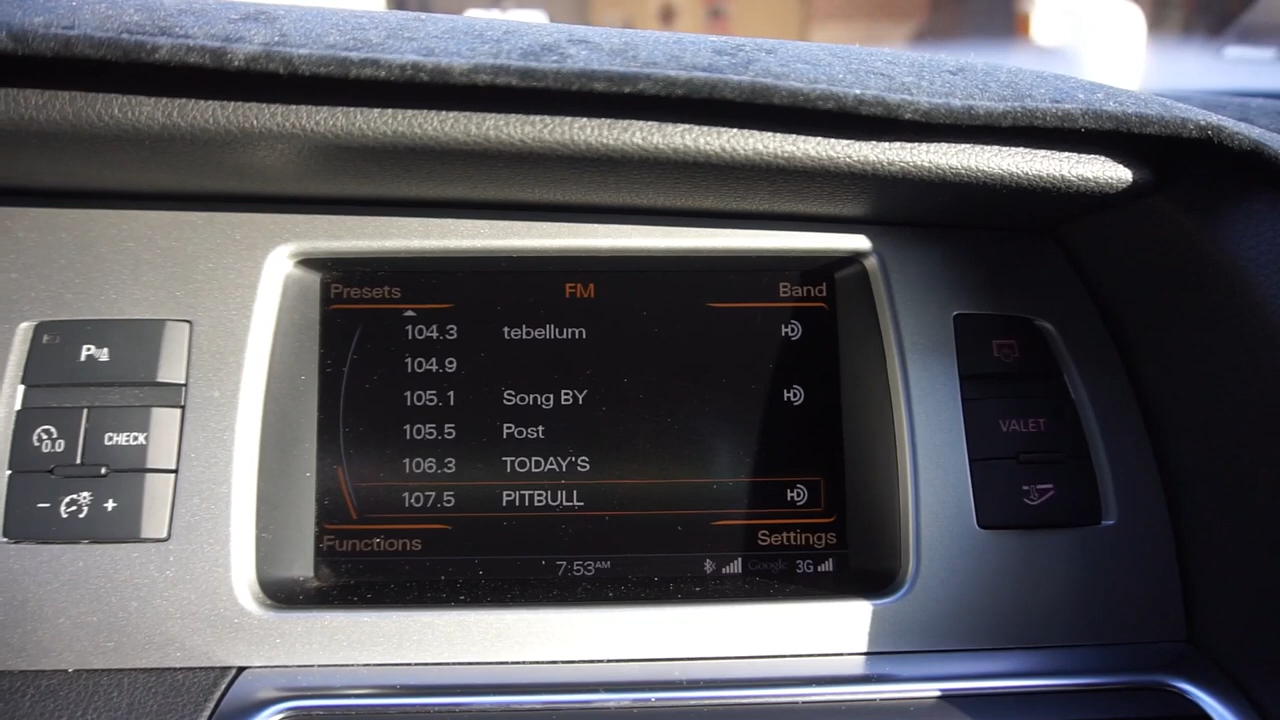 Presets FM Band
104.3 tebellum HD
104.9
105.1 Song BY HD
105.5 Post
106.3 TODAY'S
107.5 PITBULL HD
Functions Settings
7:53AM Google 3G
P
0.0 CHECK
- +
VALET